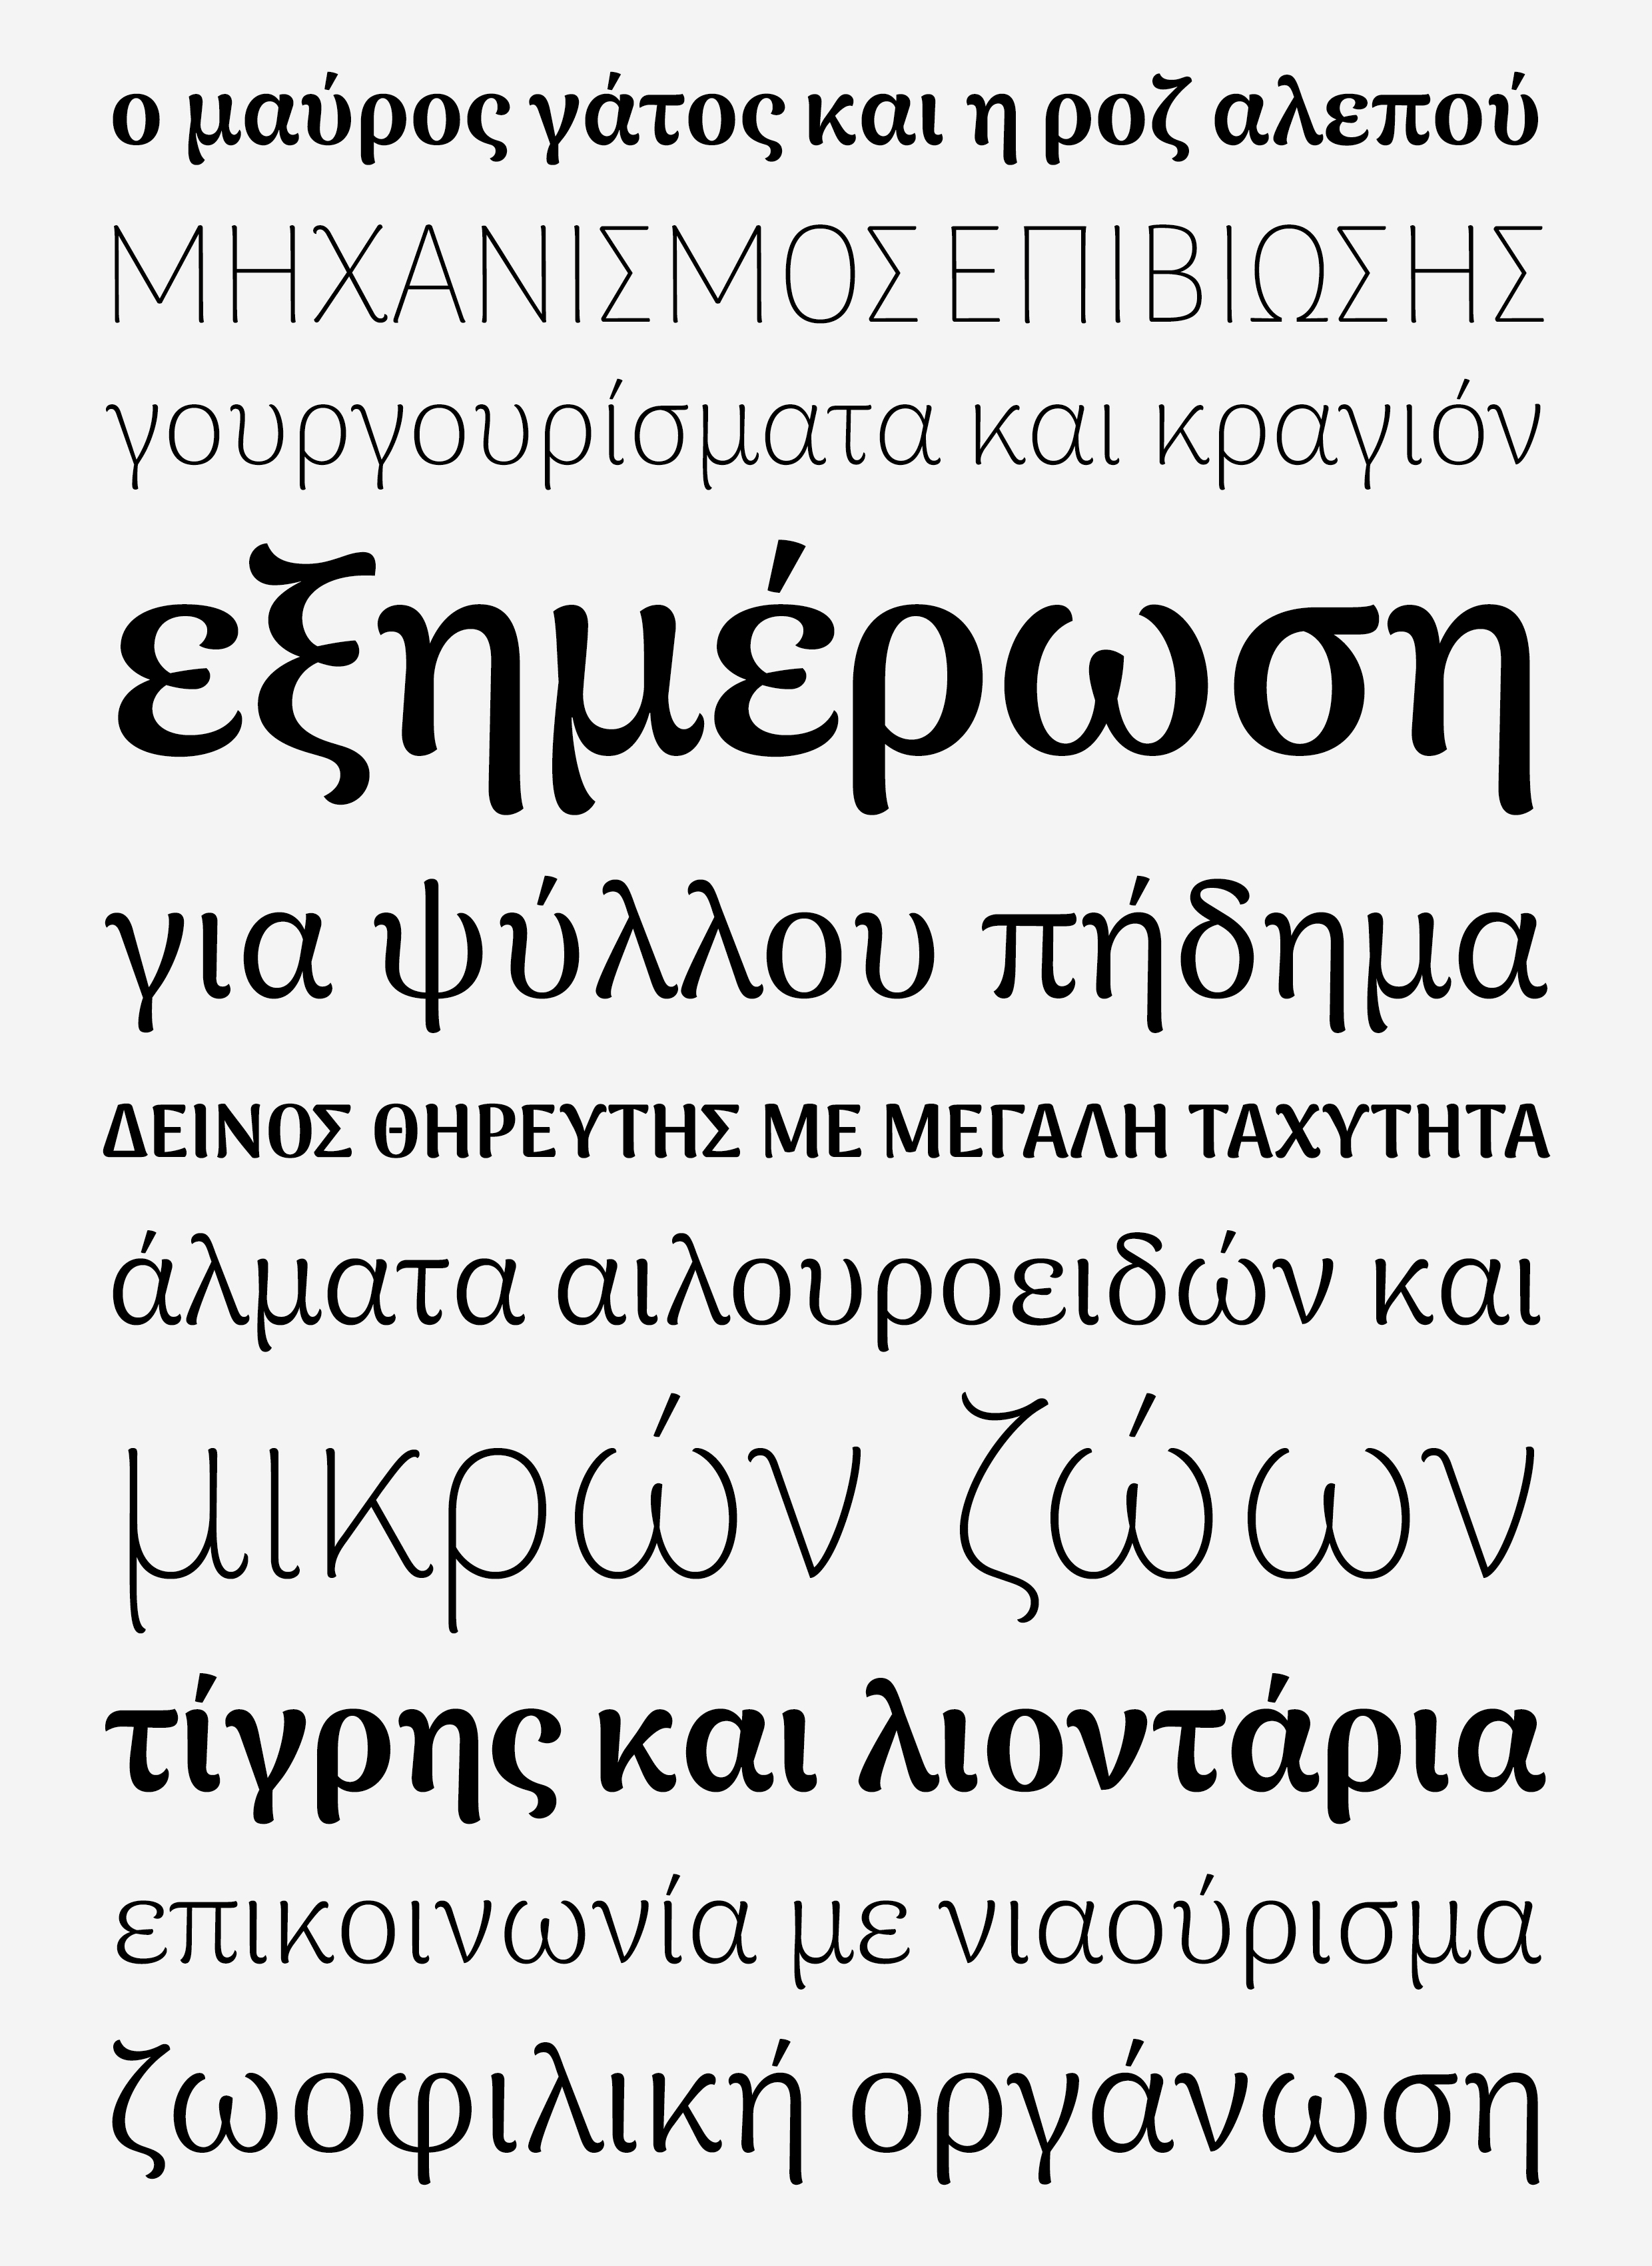 ο μαύρος γάτος και η ροζ αλεπού
ΜΗΧΑΝΙΣΜΟΣ ΕΠΙΒΙΩΣΗΣ
γουργουρίσματα και κραγιόν
εξημέρωση
για ψύλλου πήδημα
ΔΕΙΝΟΣ ΘΗΡΕΥΤΗΣ ΜΕ ΜΕΓΑΛΗ ΤΑΧΥΤΗΤΑ
άλματα αιλουροειδών και
μικρών ζώων
τίγρης και λιοντάρια
επικοινωνία με νιαούρισμα
ζωοφιλική οργάνωση